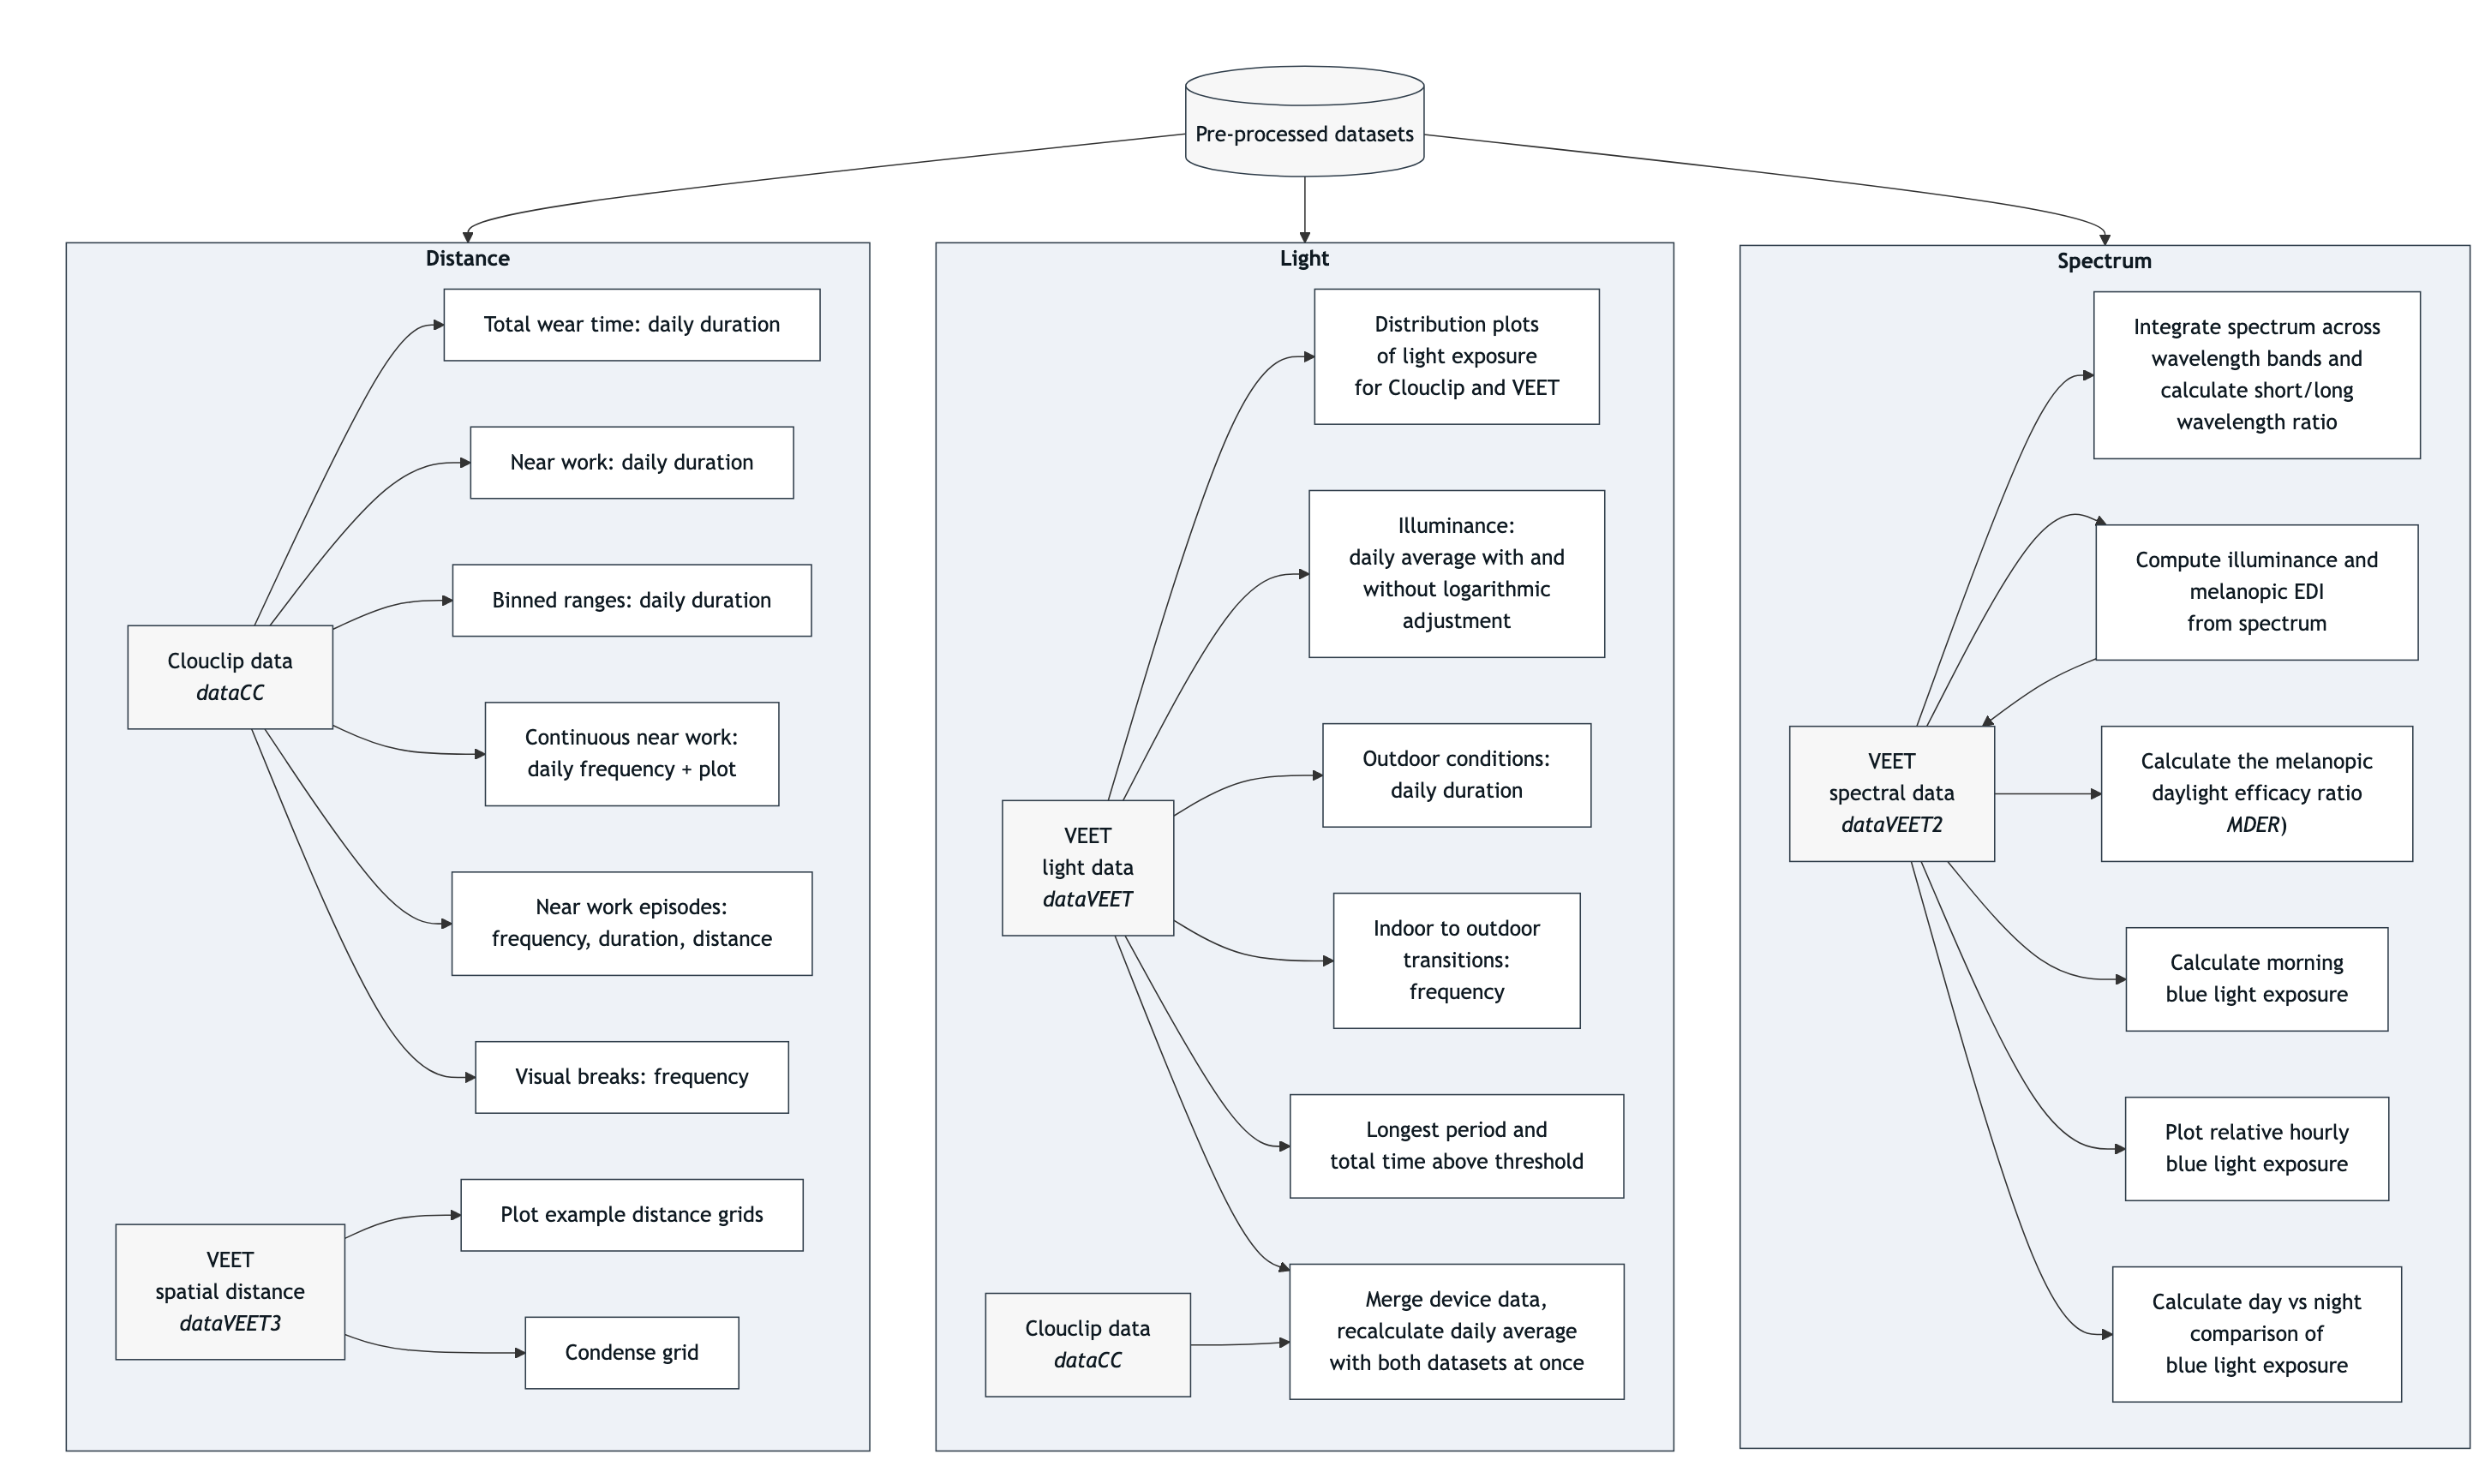 Pre-processed datasets
Distance
Total wear time: daily duration
Near work: daily duration
Binned ranges: daily duration
Clouclip data
dataCC
Continuous near work:
daily frequency + plot
Near work episodes:
frequency, duration, distance
Visual breaks: frequency
VEET
spatial distance
dataVEET3
Plot example distance grids
Condense grid
Light
Distribution plots
of light exposure
for Clouclip and VEET
Illuminance:
daily average with and
without logarithmic
adjustment
Outdoor conditions:
daily duration
VEET
light data
dataVEET
Indoor to outdoor
transitions:
frequency
Longest period and
total time above threshold
Clouclip data
dataCC
Merge device data,
recalculate daily average
with both datasets at once
Spectrum
Integrate spectrum across
wavelength bands and
calculate short/long
wavelength ratio
Compute illuminance and
melanopic EDI
from spectrum
VEET
spectral data
dataVEET2
Calculate the melanopic
daylight efficacy ratio
MDER)
Calculate morning
blue light exposure
Plot relative hourly
blue light exposure
Calculate day vs night
comparison of
blue light exposure